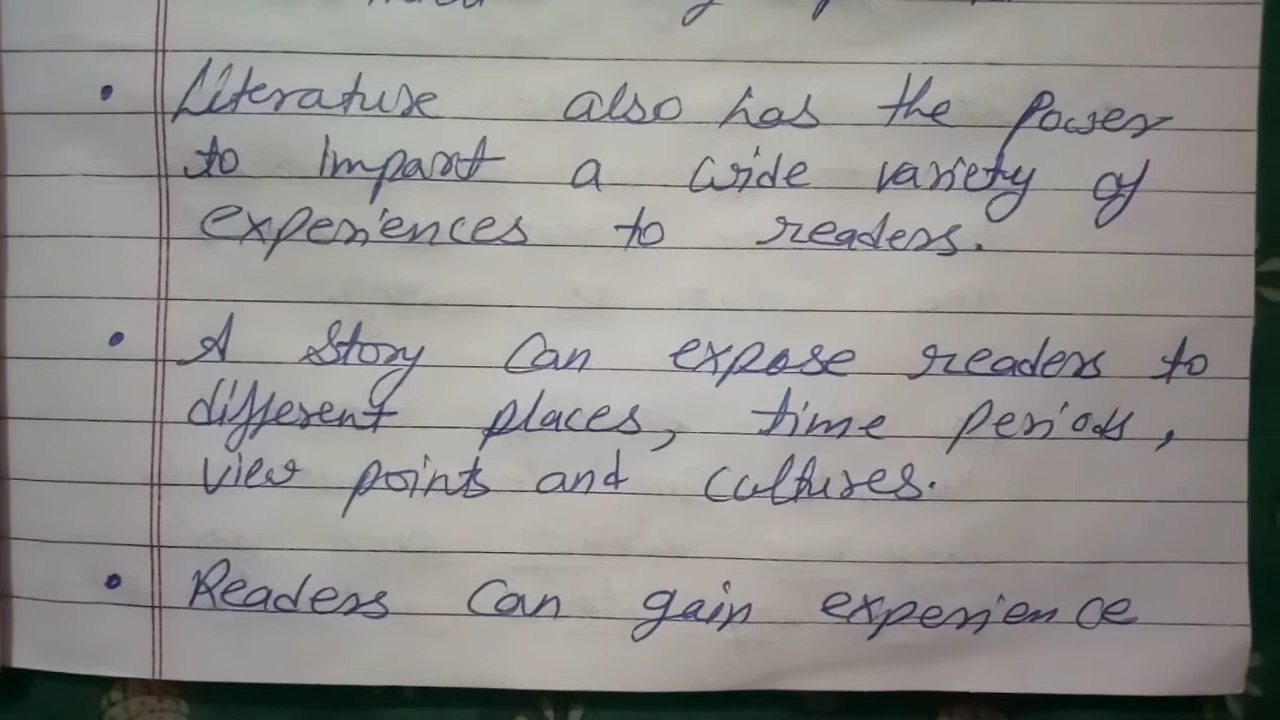 • Literature also has the Power
to Impart a wide variety of
experiences to readers.
• A Story Can expose readers to
different places, time periods,
view points and cultures.
• Readers Can gain experience